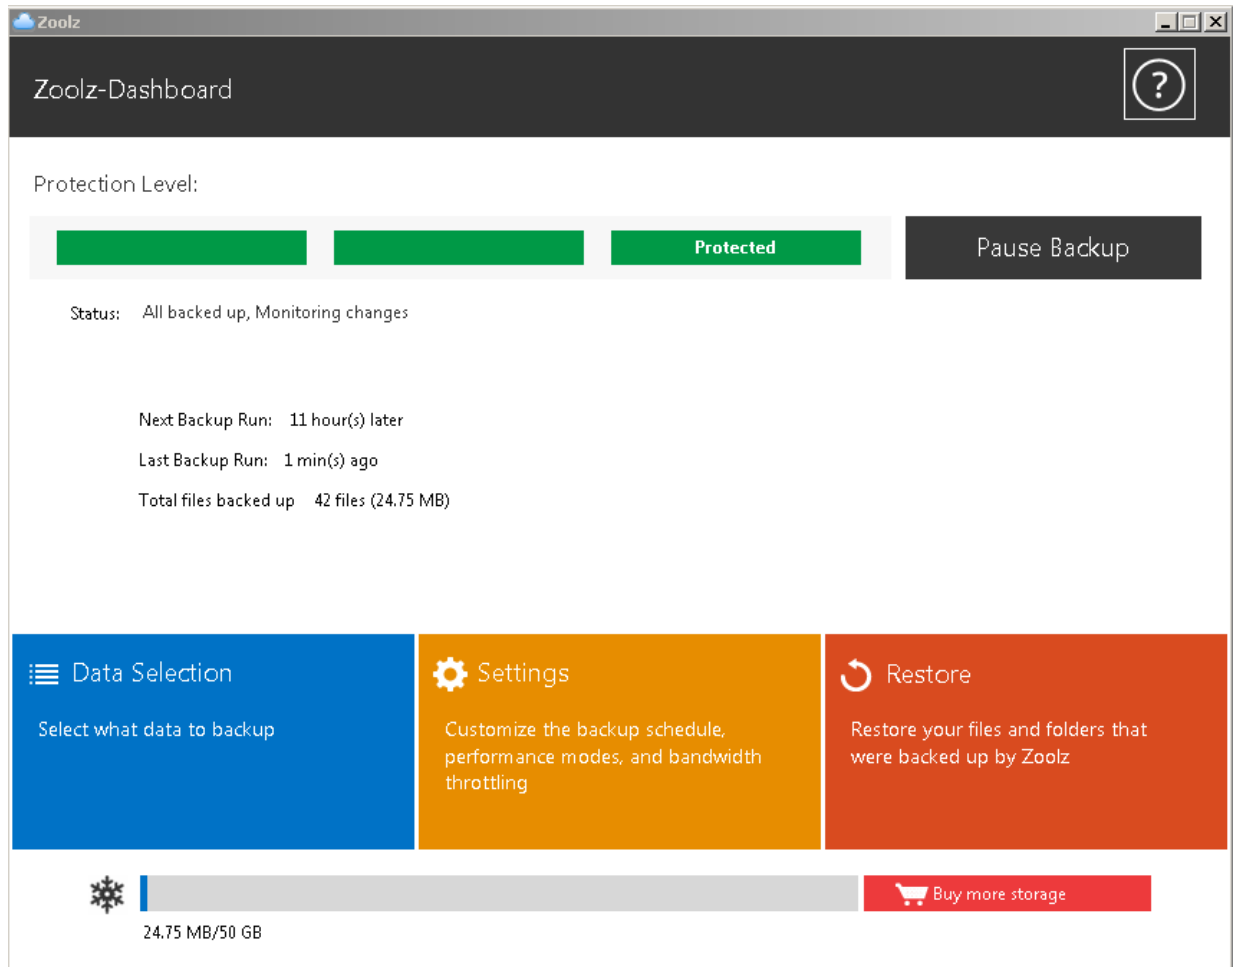 Zoolz
Zoolz-Dashboard
?
Protection Level:
Protected
Pause Backup
Status: All backed up, Monitoring changes
Next Backup Run: 11 hour(s) later
Last Backup Run: 1 min(s) ago
Total files backed up 42 files (24.75 MB)
Data Selection
Select what data to backup
Settings
Customize the backup schedule,
performance modes, and bandwidth
throttling
Restore
Restore your files and folders that
were backed up by Zoolz
Buy more storage
24.75 MB/50 GB